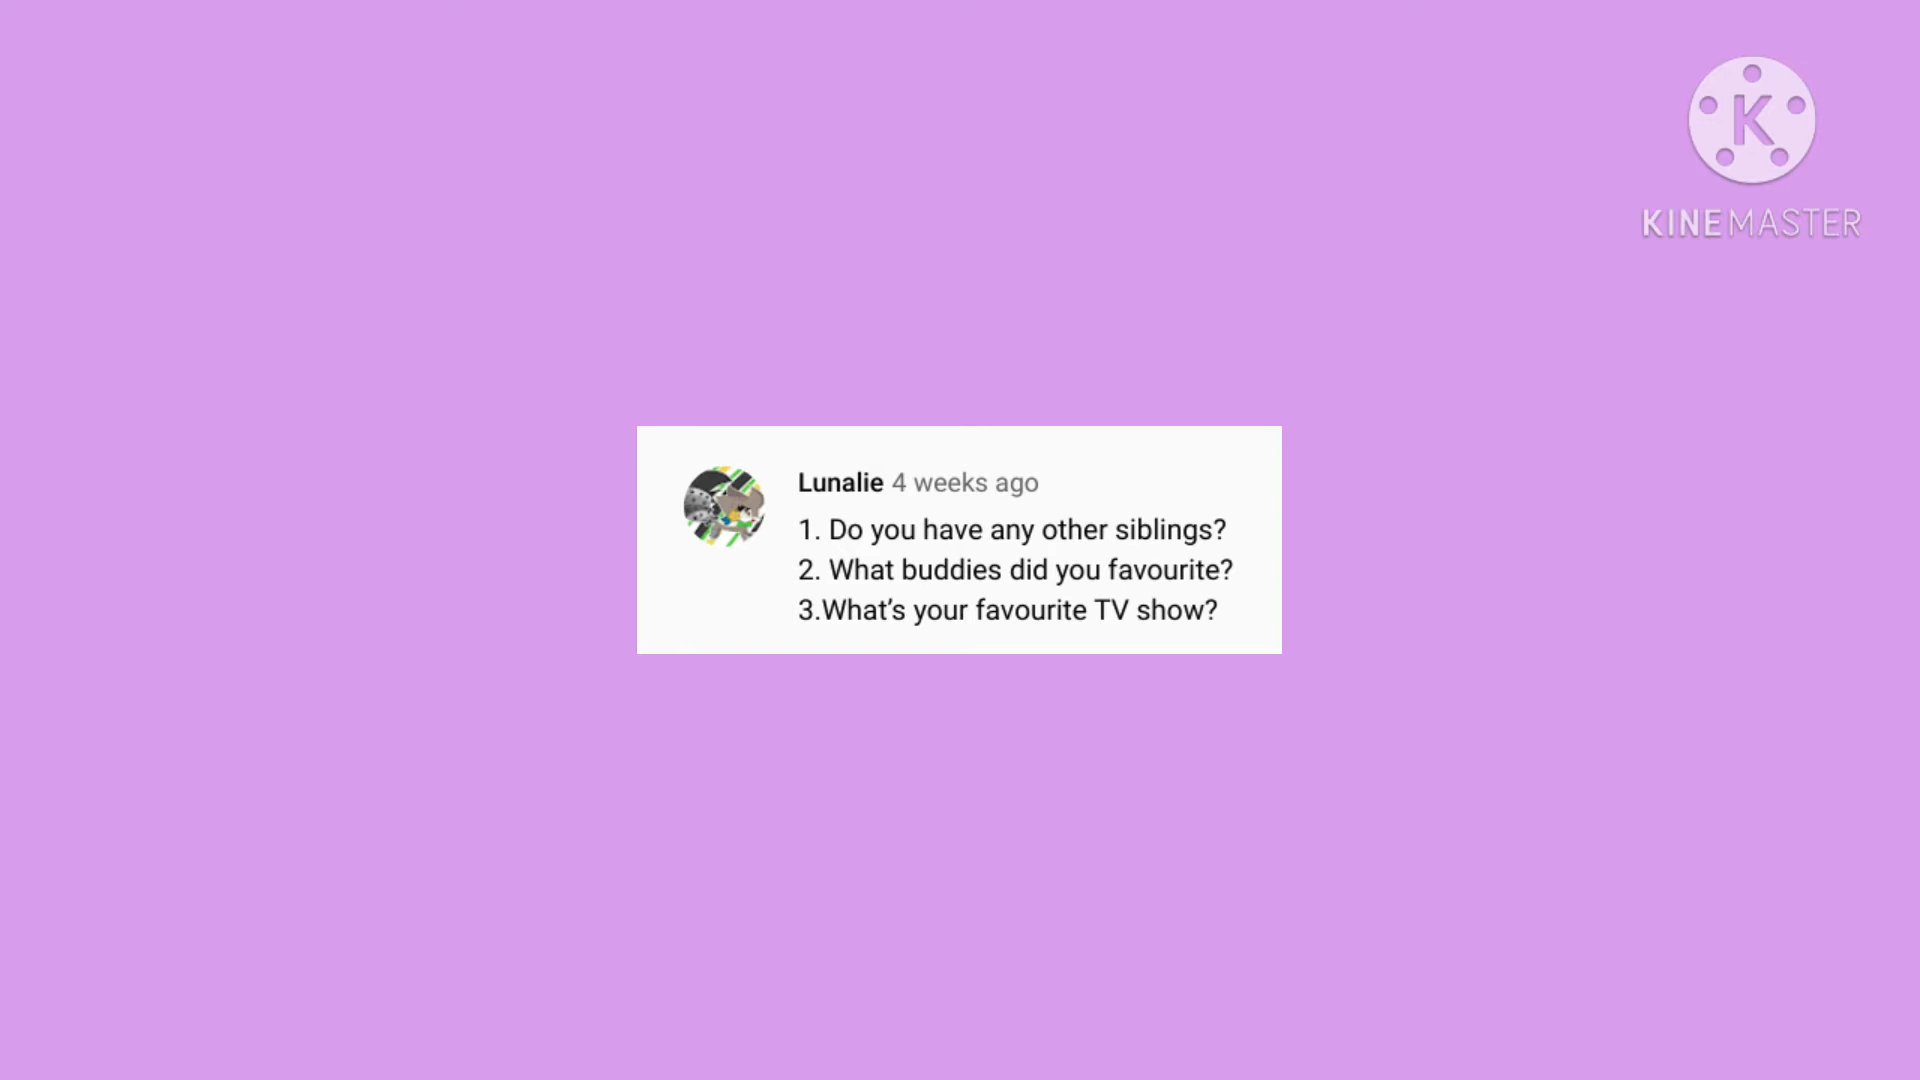 K
KINEMASTER
Lunalie 4 weeks ago
1. Do you have any other siblings?
2. What buddies did you favourite?
3.What’s your favourite TV show?